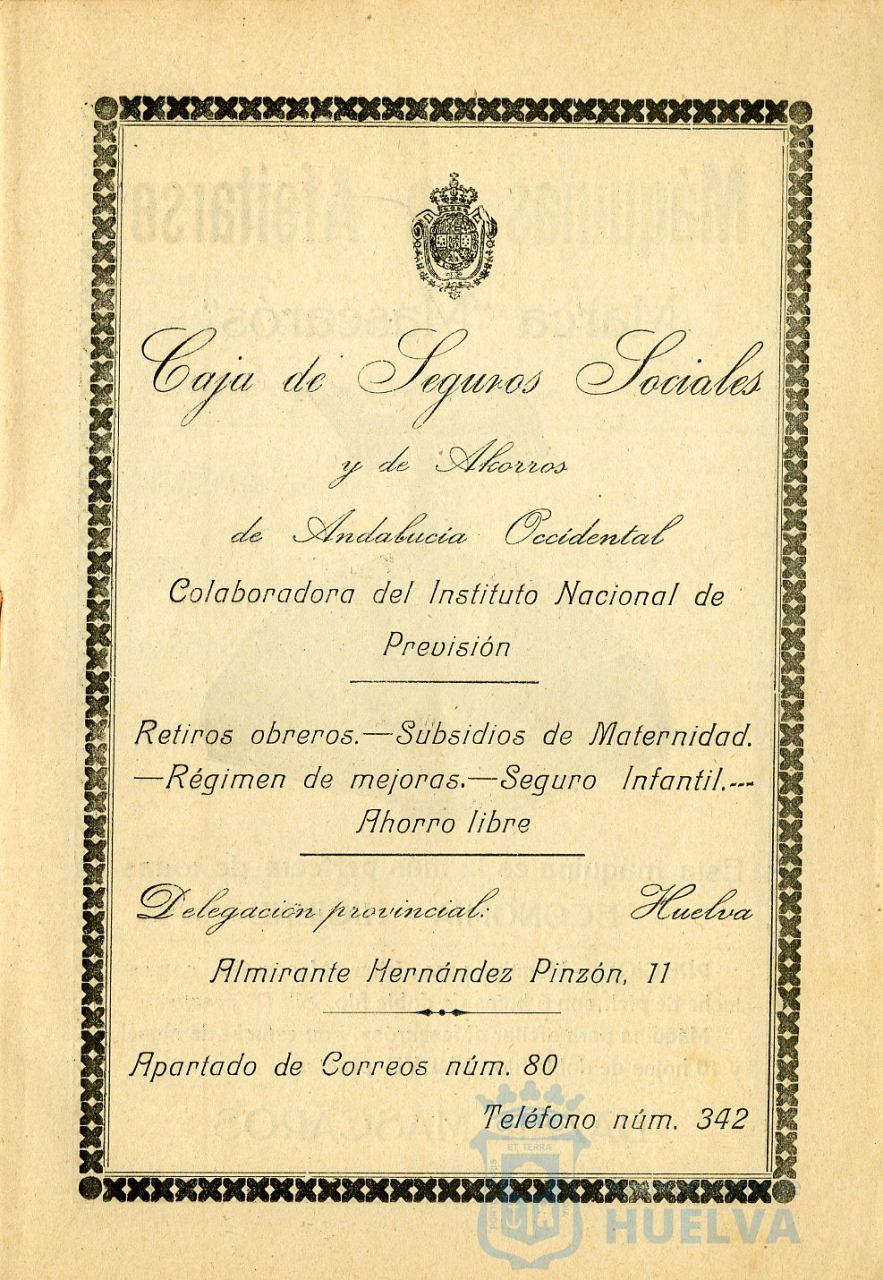 Caja de Seguros Sociales
y de Ahorros
de Andalucía Occidental
Colaboradora del Instituto Nacional de
Previsión
Retiros obreros.—Subsidios de Maternidad.
—Régimen de mejoras.—Seguro Infantil.—
Ahorro libre
Delegación provincial: Huelva
Almirante Hernández Pinzón, 11
Apartado de Correos núm. 80
Teléfono núm. 342
ET TERRÆ
HUELVA